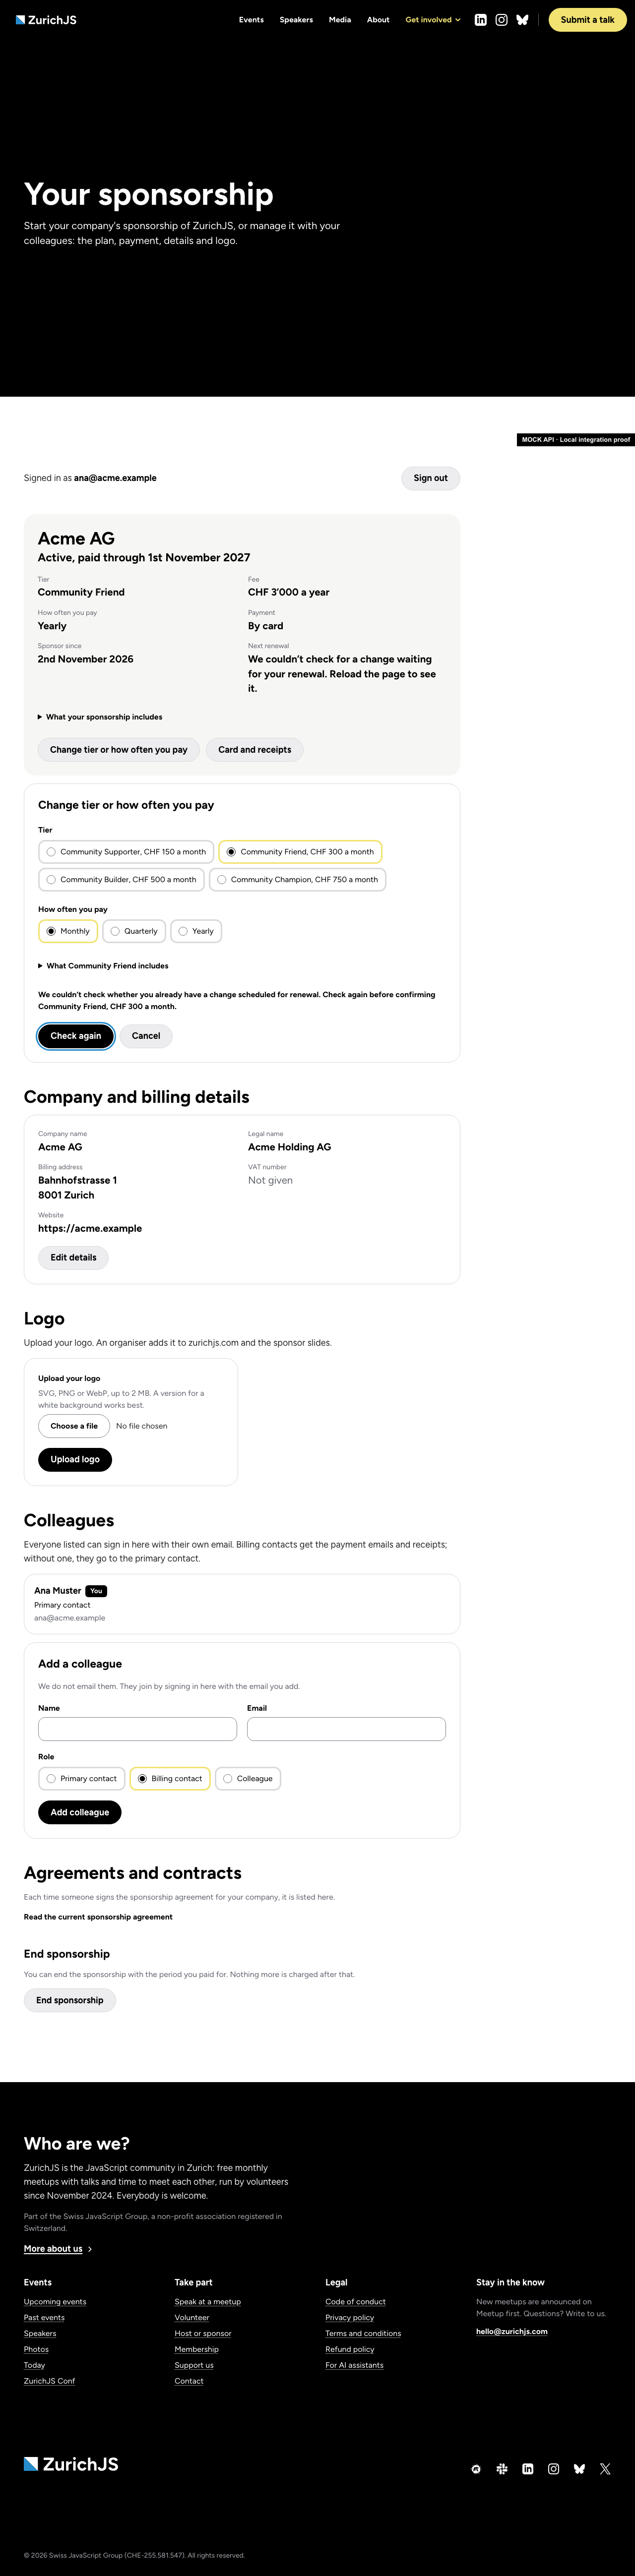 ZurichJS
Events
Speakers
Media
About
Get involved
Submit a talk
Your sponsorship
Start your company's sponsorship of ZurichJS, or manage it with your
colleagues: the plan, payment, details and logo.
MOCK API · Local integration proof
Signed in as ana@acme.example
Sign out
Acme AG
Active, paid through 1st November 2027
Tier
Community Friend
Fee
CHF 3’000 a year
How often you pay
Yearly
Payment
By card
Sponsor since
2nd November 2026
Next renewal
We couldn’t check for a change waiting
for your renewal. Reload the page to see
it.
What your sponsorship includes
Change tier or how often you pay
Card and receipts
Change tier or how often you pay
Tier
Community Supporter, CHF 150 a month
Community Friend, CHF 300 a month
Community Builder, CHF 500 a month
Community Champion, CHF 750 a month
How often you pay
Monthly
Quarterly
Yearly
What Community Friend includes
We couldn’t check whether you already have a change scheduled for renewal. Check again before confirming
Community Friend, CHF 300 a month.
Check again
Cancel
Company and billing details
Company name
Acme AG
Legal name
Acme Holding AG
Billing address
Bahnhofstrasse 1
8001 Zurich
VAT number
Not given
Website
https://acme.example
Edit details
Logo
Upload your logo. An organiser adds it to zurichjs.com and the sponsor slides.
Upload your logo
SVG, PNG or WebP, up to 2 MB. A version for a
white background works best.
Choose a file
No file chosen
Upload logo
Colleagues
Everyone listed can sign in here with their own email. Billing contacts get the payment emails and receipts;
without one, they go to the primary contact.
Ana Muster
You
Primary contact
ana@acme.example
Add a colleague
We do not email them. They join by signing in here with the email you add.
Name
Email
Role
Primary contact
Billing contact
Colleague
Add colleague
Agreements and contracts
Each time someone signs the sponsorship agreement for your company, it is listed here.
Read the current sponsorship agreement
End sponsorship
You can end the sponsorship with the period you paid for. Nothing more is charged after that.
End sponsorship
Who are we?
ZurichJS is the JavaScript community in Zurich: free monthly
meetups with talks and time to meet each other, run by volunteers
since November 2024. Everybody is welcome.
Part of the Swiss JavaScript Group, a non-profit association registered in
Switzerland.
More about us
Events
Upcoming events
Past events
Speakers
Photos
Today
ZurichJS Conf
Take part
Speak at a meetup
Volunteer
Host or sponsor
Membership
Support us
Contact
Legal
Code of conduct
Privacy policy
Terms and conditions
Refund policy
For AI assistants
Stay in the know
New meetups are announced on
Meetup first. Questions? Write to us.
hello@zurichjs.com
ZurichJS
© 2026 Swiss JavaScript Group (CHE-255.581.547). All rights reserved.